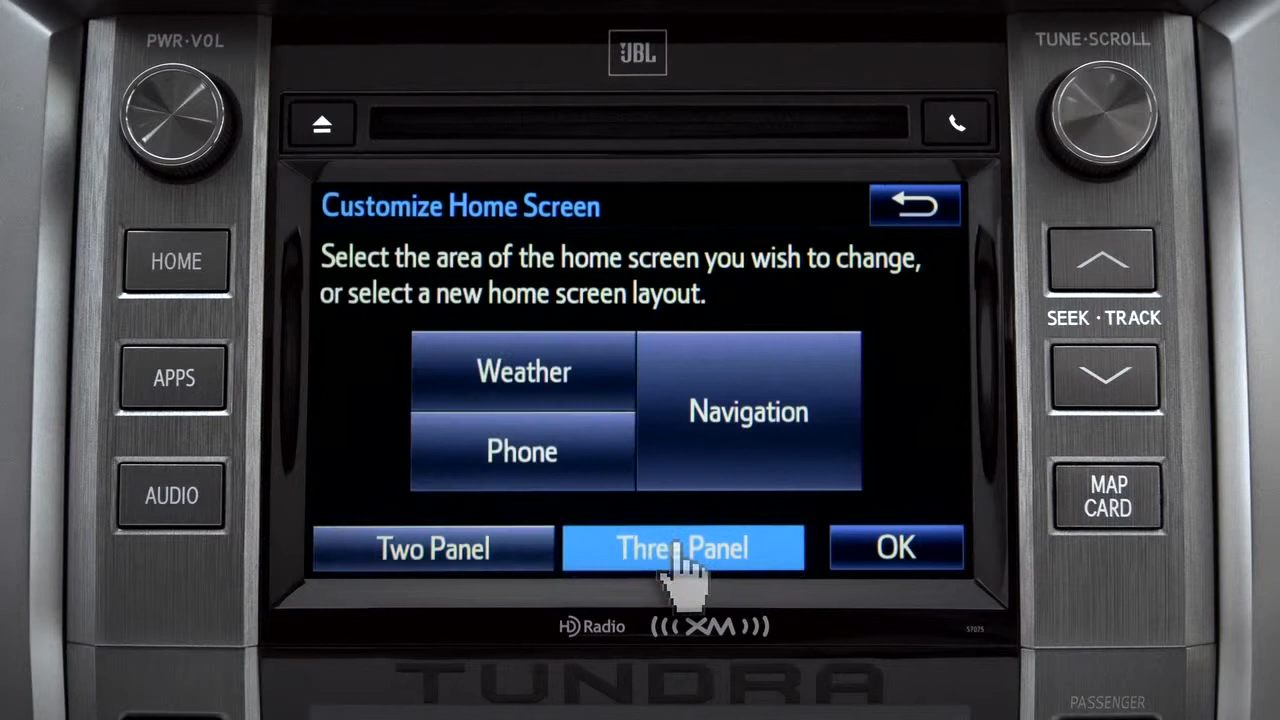 PWR·VOL
JBL
TUNE·SCROLL
Customize Home Screen
Select the area of the home screen you wish to change,
or select a new home screen layout.
HOME
APPS
AUDIO
Weather
Phone
Navigation
SEEK · TRACK
MAP
CARD
Two Panel
Three Panel
OK
HD Radio
XM
57075
TUNDRA
PASSENGER